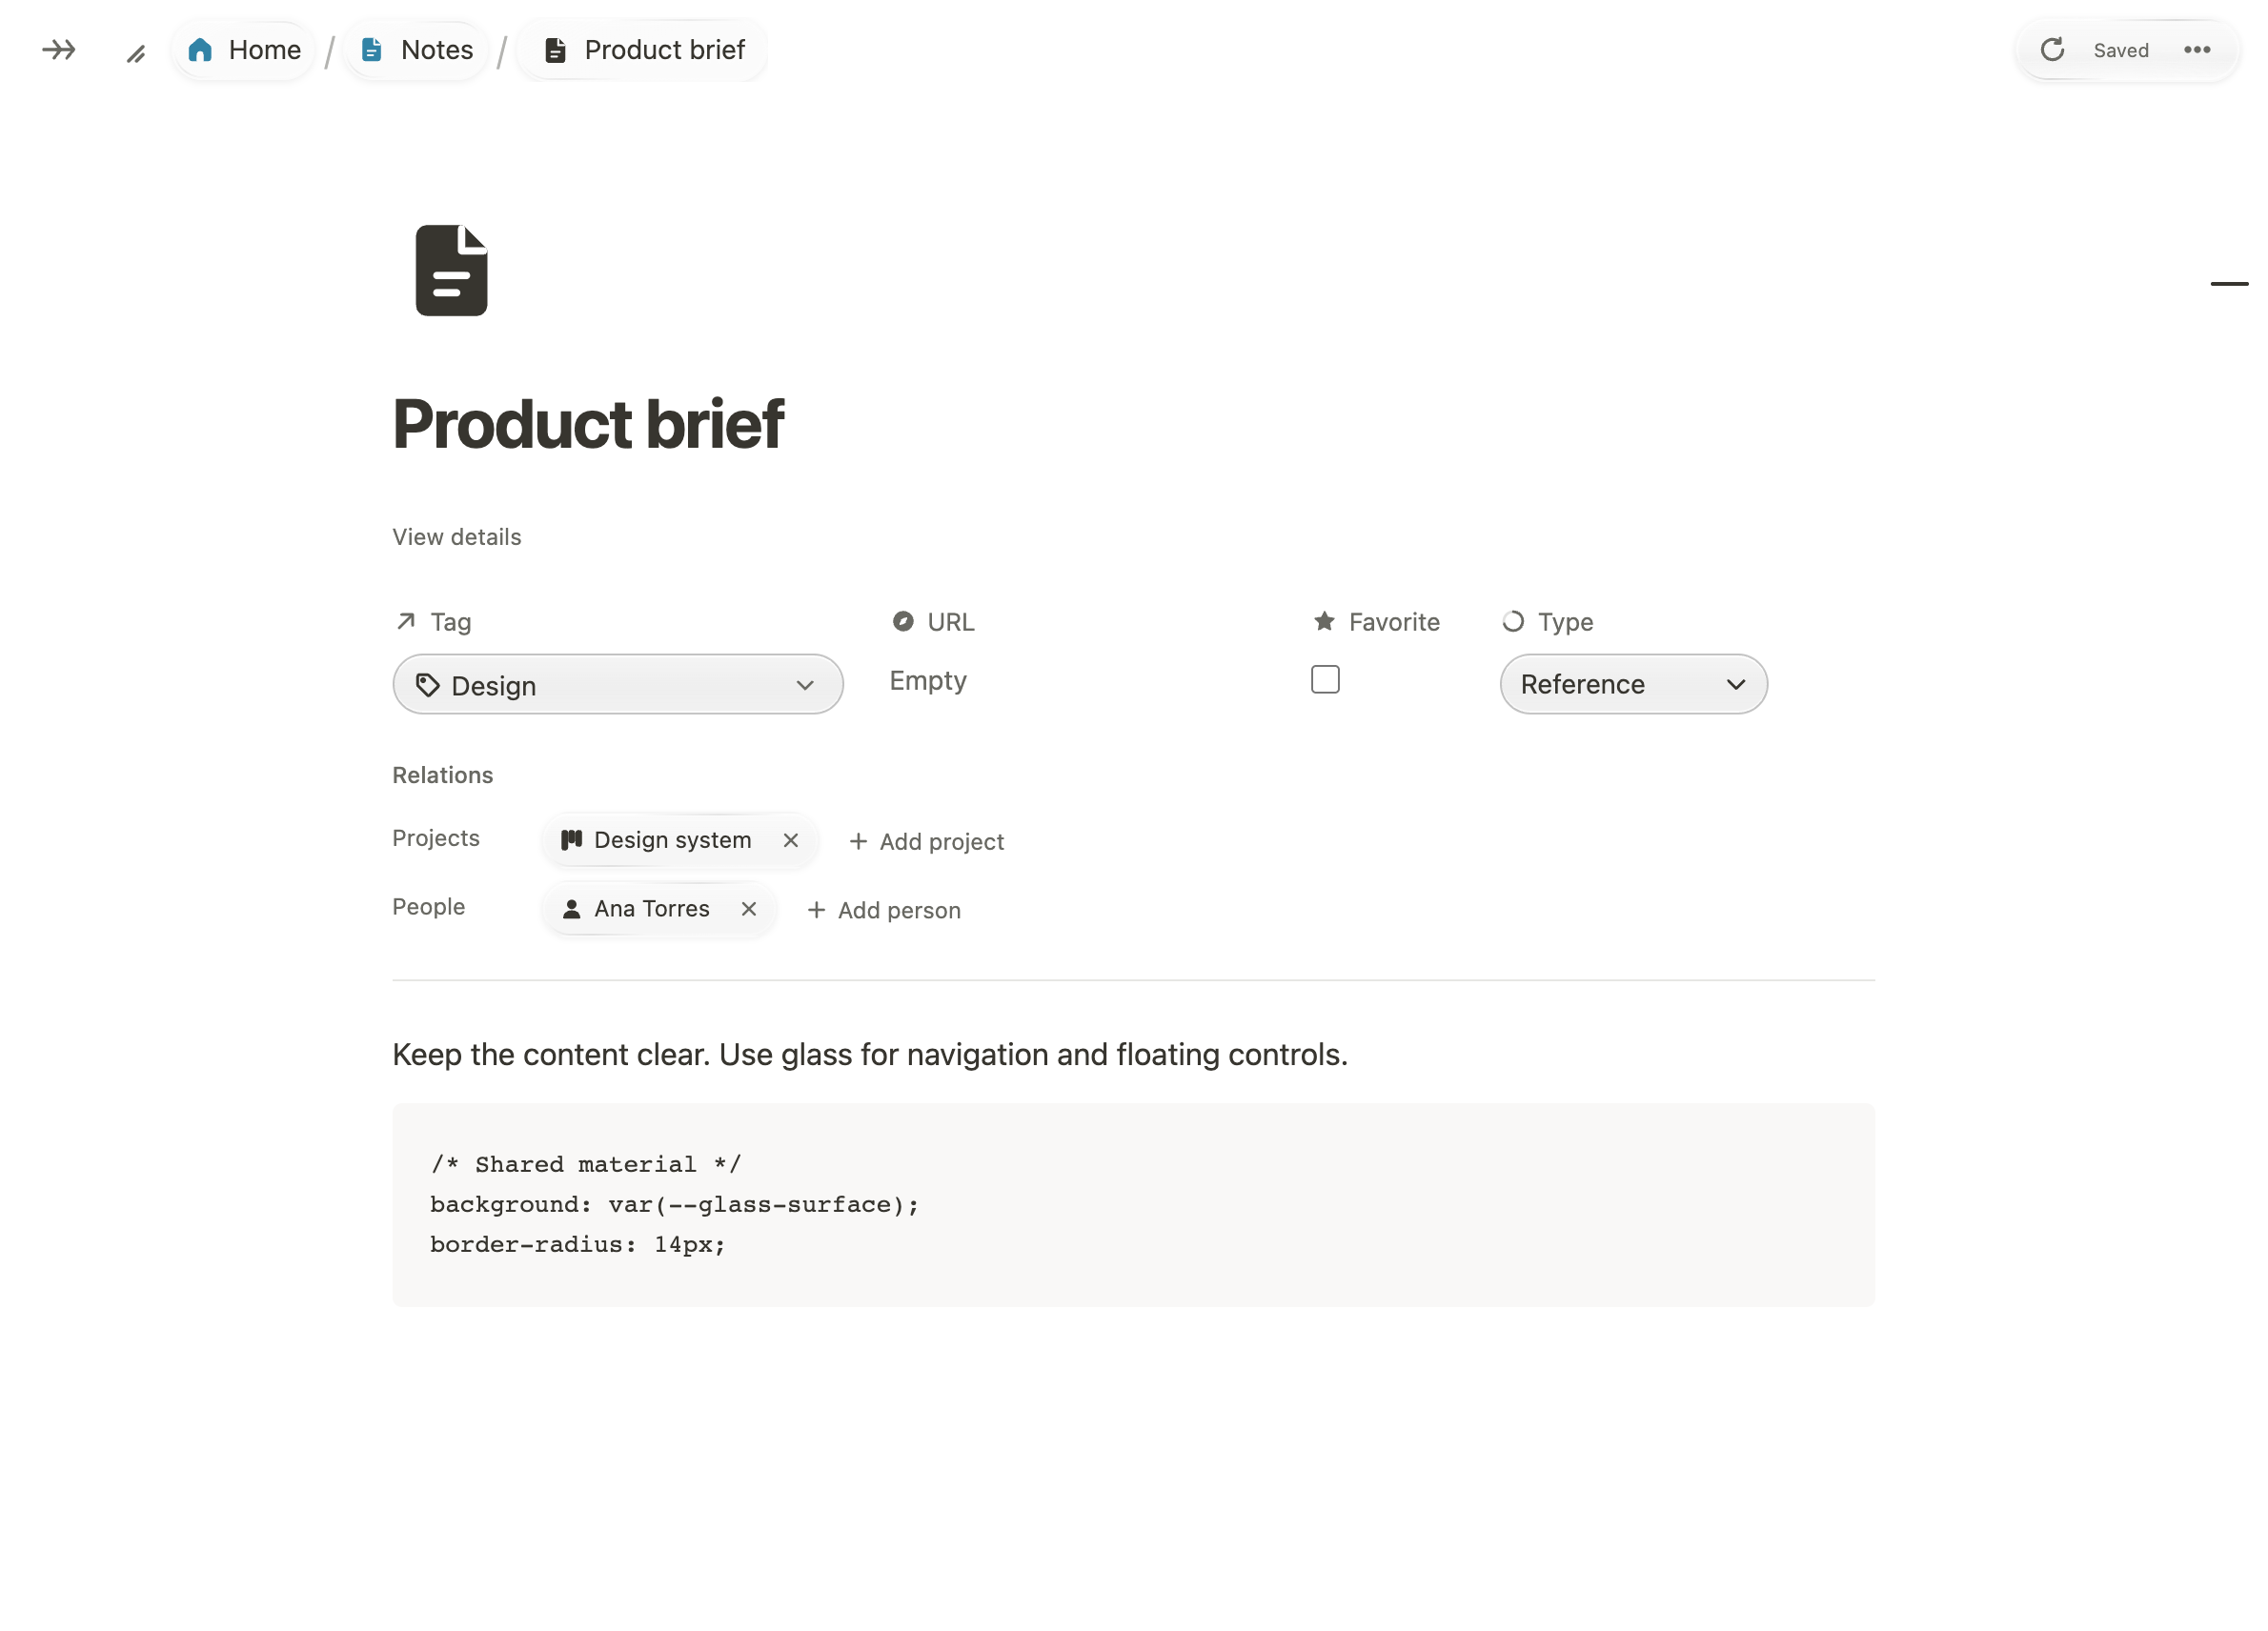 Home / Notes / Product brief
Saved
Product brief
View details
Tag
URL
Favorite
Type
Design
Empty
Reference
Relations
Projects
Design system
Add project
People
Ana Torres
Add person
Keep the content clear. Use glass for navigation and floating controls.
/* Shared material */
background: var(--glass-surface);
border-radius: 14px;